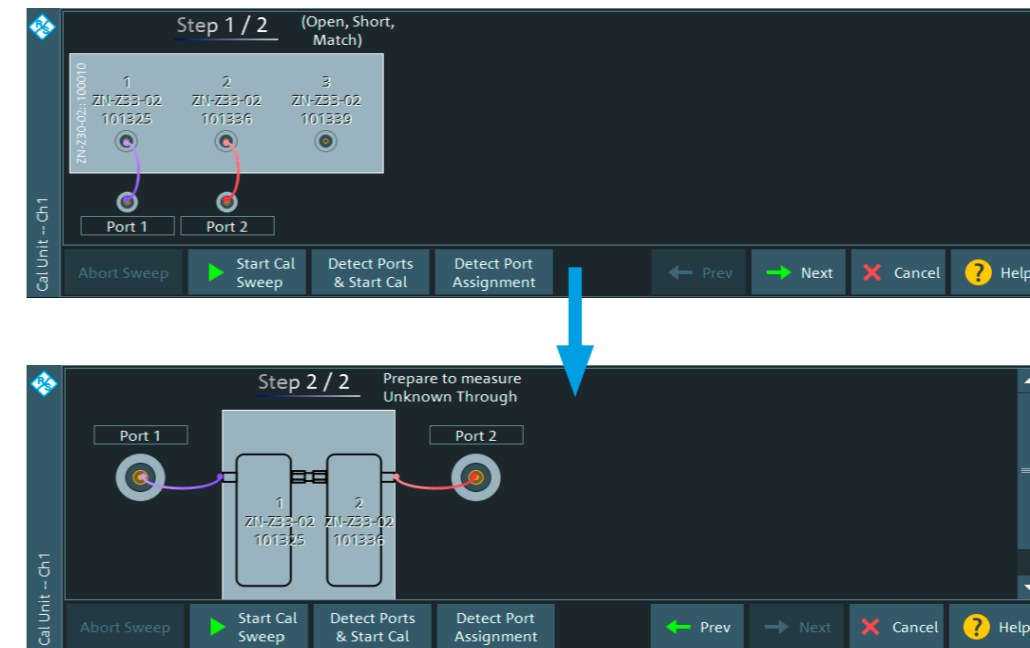 Step 1 / 2
(Open, Short,
Match)
ZN-Z30-02::100010
1
ZN-Z33-02
101325
2
ZN-Z33-02
101336
3
ZN-Z33-02
101339
Port 1
Port 2
Cal Unit -- Ch1
Abort Sweep
Start Cal
Sweep
Detect Ports
& Start Cal
Detect Port
Assignment
Prev
Next
Cancel
? Help
R&S
Step 2 / 2
Prepare to measure
Unknown Through
Port 1
Port 2
1
ZN-Z33-02
101325
2
ZN-Z33-02
101336
Cal Unit -- Ch1
Abort Sweep
Start Cal
Sweep
Detect Ports
& Start Cal
Detect Port
Assignment
Prev
Next
Cancel
? Help
R&S